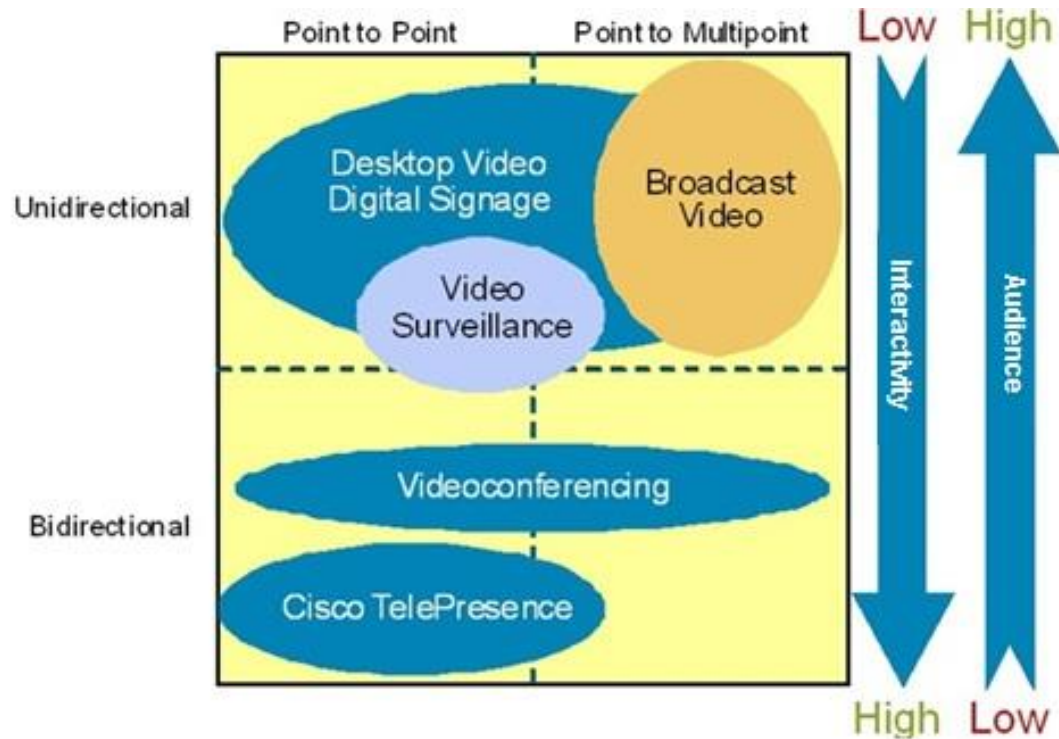 Point to Point
Point to Multipoint
Low
High
Unidirectional
Desktop Video
Digital Signage
Broadcast
Video
Video
Surveillance
Interactivity
Audience
Bidirectional
Videoconferencing
Cisco TelePresence
High
Low